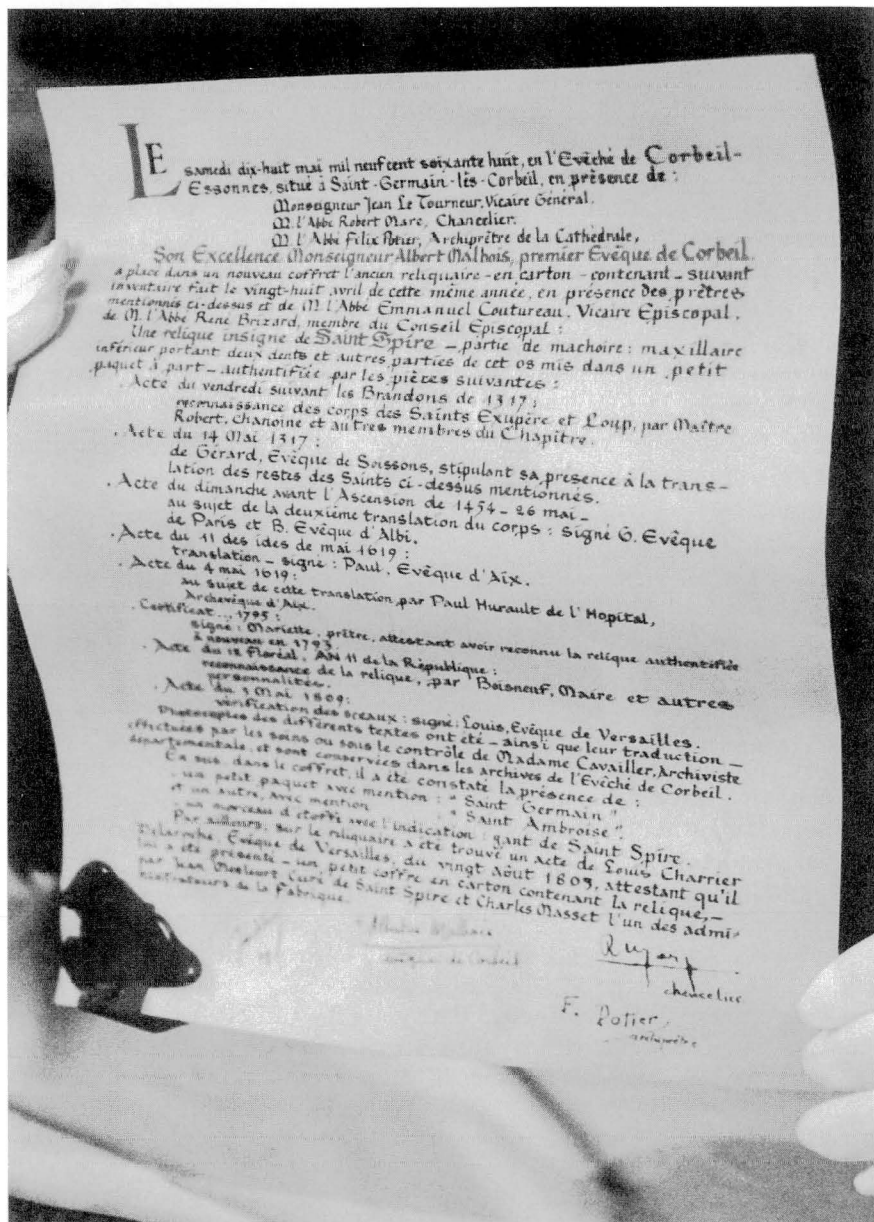 LE samedi dix-huit mai mil neuf cent soixante huit, en l'Evêché de Corbeil-
Essonnes, situé à Saint-Germain-lès-Corbeil, en présence de :
Monseigneur Jean Le Tourneur, Vicaire Général.
M. l'Abbé Robert Marc, Chancelier.
M. l'Abbé Félix Potier, Archiprêtre de la Cathédrale,
Son Excellence Monseigneur Albert Malbois, premier Evêque de Corbeil.
a placé dans un nouveau coffret l'ancien reliquaire - en carton - contenant - suivant
inventaire fait le vingt-huit avril de cette même année, en présence des prêtres
mentionnés ci-dessus et de M. l'Abbé Emmanuel Coutureau, Vicaire Episcopal,
de M. l'Abbé René Brizard, membre du Conseil Episcopal :
Une relique insigne de Saint Spire - partie de machoire : maxillaire
inférieur portant deux dents et autres parties de cet os mis dans un petit
paquet à part - authentifiée par les pièces suivantes :
. Acte du vendredi suivant les Brandons de 1317 :
reconnaissance des corps des Saints Exupère et Loup, par Maître
Robert, Chanoine et autres membres du Chapitre.
. Acte du 14 Mai 1317 :
de Gérard, Evêque de Soissons, stipulant sa presence à la trans-
lation des restes des Saints ci-dessus mentionnés.
. Acte du dimanche avant l'Ascension de 1454 - 26 mai -
au sujet de la deuxième translation du corps : signé G. Evêque
de Paris et B. Evêque d'Albi.
. Acte du 11 des ides de mai 1619 :
translation - signé : Paul, Evêque d'Aix.
. Acte du 4 mai 1619 :
au sujet de cette translation, par Paul Hurault de l'Hopital,
Archevêque d'Aix.
. Certificat... 1795 :
signé : Mariette, prêtre, attestant avoir reconnu la relique authentifiée
à nouveau en 1793.
. Acte du 12 Floréal, AN 11 de la République :
reconnaissance de la relique, par Boisneuf, Maire et autres
personnalités.
. Acte du 3 Mai 1809 :
vérification des sceaux : signé : Louis, Evêque de Versailles.
Photocopies des différents textes ont été - ainsi que leur traduction -
effectuées par les soins ou sous le contrôle de Madame Cavailler, Archiviste
départementale, et sont conservées dans les archives de l'Evêché de Corbeil.
En sus, dans le coffret, il a été constaté la présence de :
. un petit paquet avec mention : " Saint Germain "
et un autre, avec mention " Saint Ambroise ".
. un morceau d'étoffe avec l'indication : gant de Saint Spire.
Par ailleurs, sur le reliquaire a été trouvé un acte de Louis Charrier
Delaroche, Evêque de Versailles, du vingt août 1803, attestant qu'il
lui a été présenté - un petit coffre en carton contenant la relique, -
par Jean Curé de Saint Spire et Charles Masset l'un des admi-
nistrateurs de la Fabrique.
évêque de Corbeil
chancelier
F. Potier,
archiprêtre